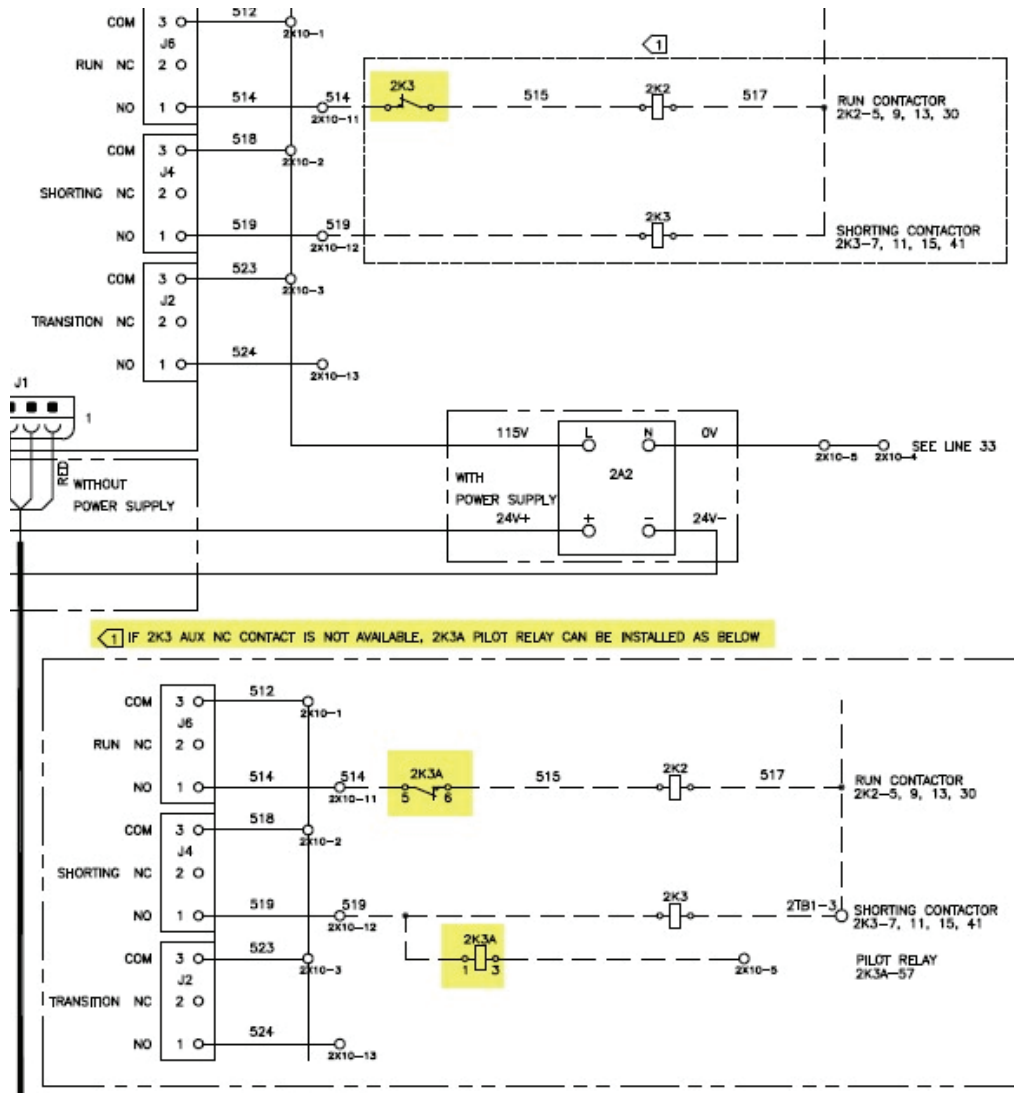 COM 3 512 2X10-1
J6
1
RUN NC 2
2K3
NO 1 514 514 515 2K2 517 RUN CONTACTOR
2X10-11 2K2-5, 9, 13, 30
COM 3 518 2X10-2
J4
SHORTING NC 2
2K3
NO 1 519 519 SHORTING CONTACTOR
2X10-12 2K3-7, 11, 15, 41
COM 3 523 2X10-3
J2
TRANSITION NC 2
NO 1 524
2X10-13
J1
1
115V L N 0V SEE LINE 33
2X10-5 2X10-4
RED
WITHOUT
POWER SUPPLY
WITH
POWER SUPPLY
2A2
24V+ + - 24V-
1 IF 2K3 AUX NC CONTACT IS NOT AVAILABLE, 2K3A PILOT RELAY CAN BE INSTALLED AS BELOW
COM 3 512 2X10-1
J6
RUN NC 2
2K3A
NO 1 514 514 5 6 515 2K2 517 RUN CONTACTOR
2X10-11 2K2-5, 9, 13, 30
COM 3 518 2X10-2
J4
SHORTING NC 2
2K3
NO 1 519 519 2TB1-3 SHORTING CONTACTOR
2X10-12 2K3-7, 11, 15, 41
2K3A
COM 3 523 2X10-3 1 3 2X10-5 PILOT RELAY
2K3A-57
J2
TRANSITION NC 2
NO 1 524
2X10-13